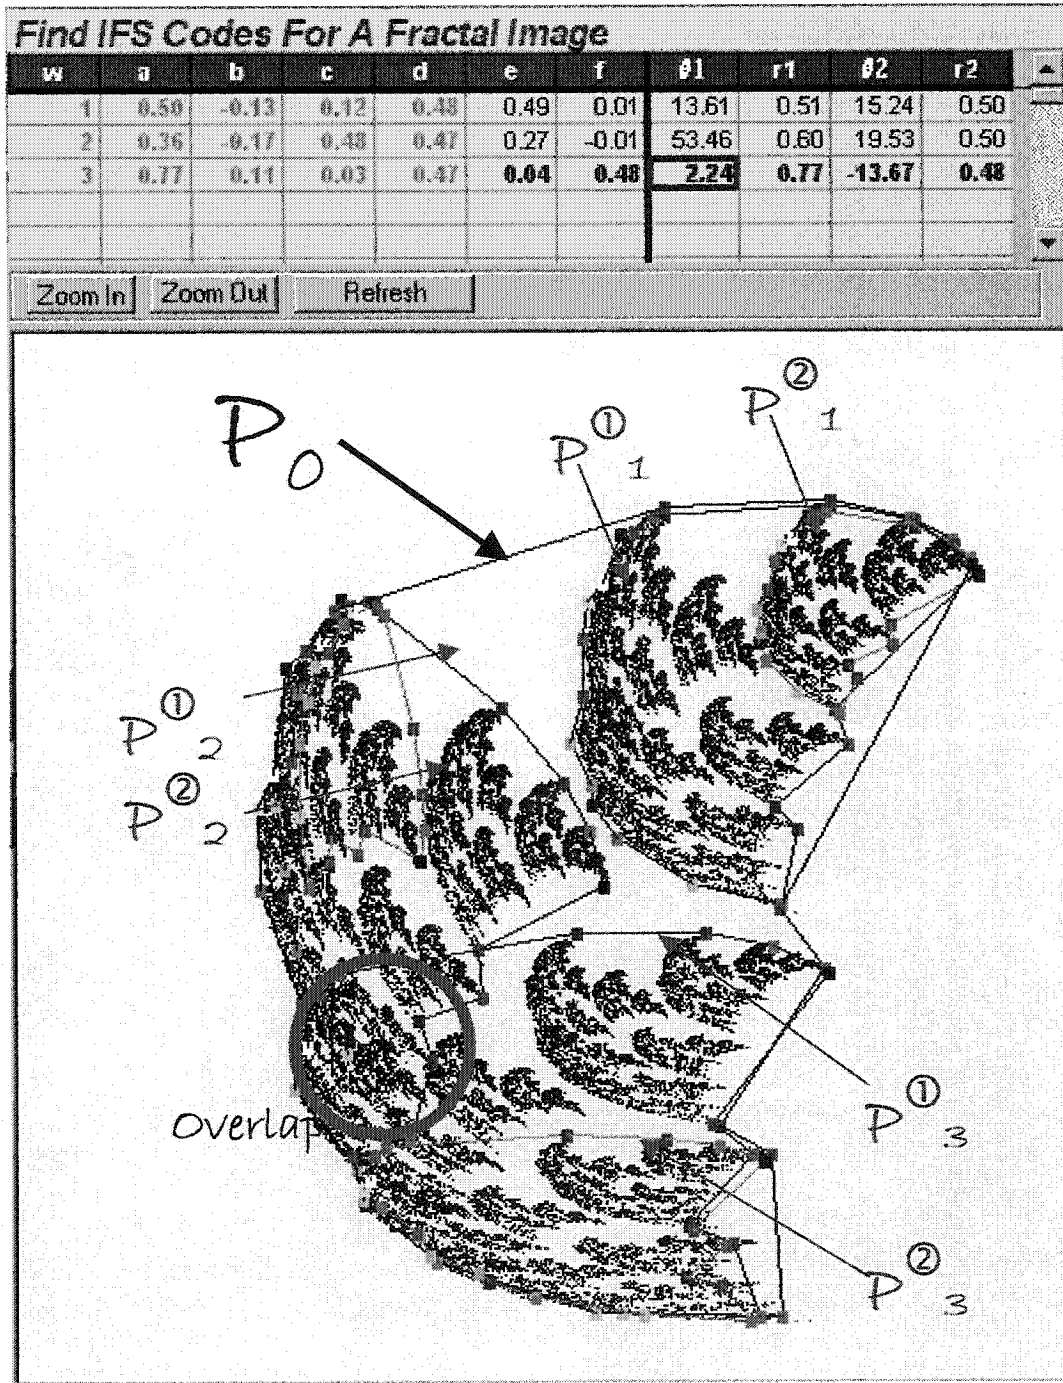 Find IFS Codes For A Fractal Image
w a b c d e f θ1 r1 θ2 r2
1 0.50 -0.13 0.12 0.48 0.49 0.01 13.61 0.51 15.24 0.50
2 0.36 -0.17 0.48 0.47 0.27 -0.01 53.46 0.60 19.53 0.50
3 0.77 0.11 0.03 0.47 0.04 0.48 2.24 0.77 -13.67 0.48
Zoom In Zoom Out Refresh
P0
P①1
P②1
P①2
P②2
Overlap
P①3
P②3